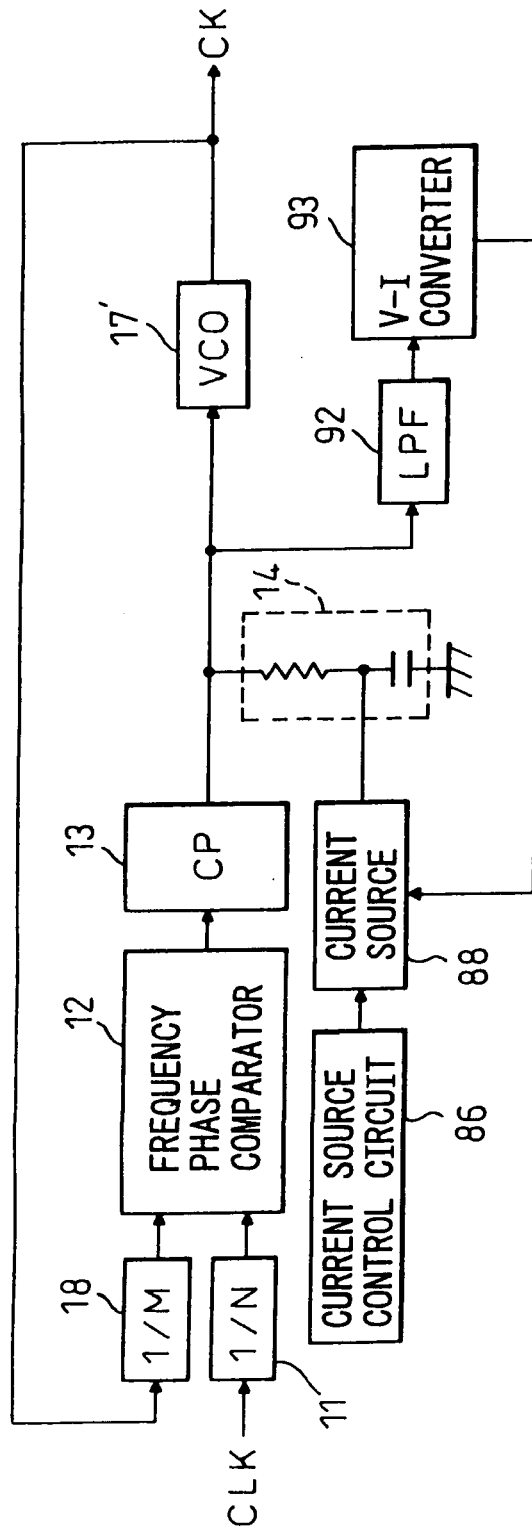 CLK
11
1/N
18
1/M
12
FREQUENCY
PHASE
COMPARATOR
13
CP
14
17'
VCO
CK
92
LPF
93
V-I
CONVERTER
CURRENT
SOURCE
88
CURRENT SOURCE
CONTROL CIRCUIT
86